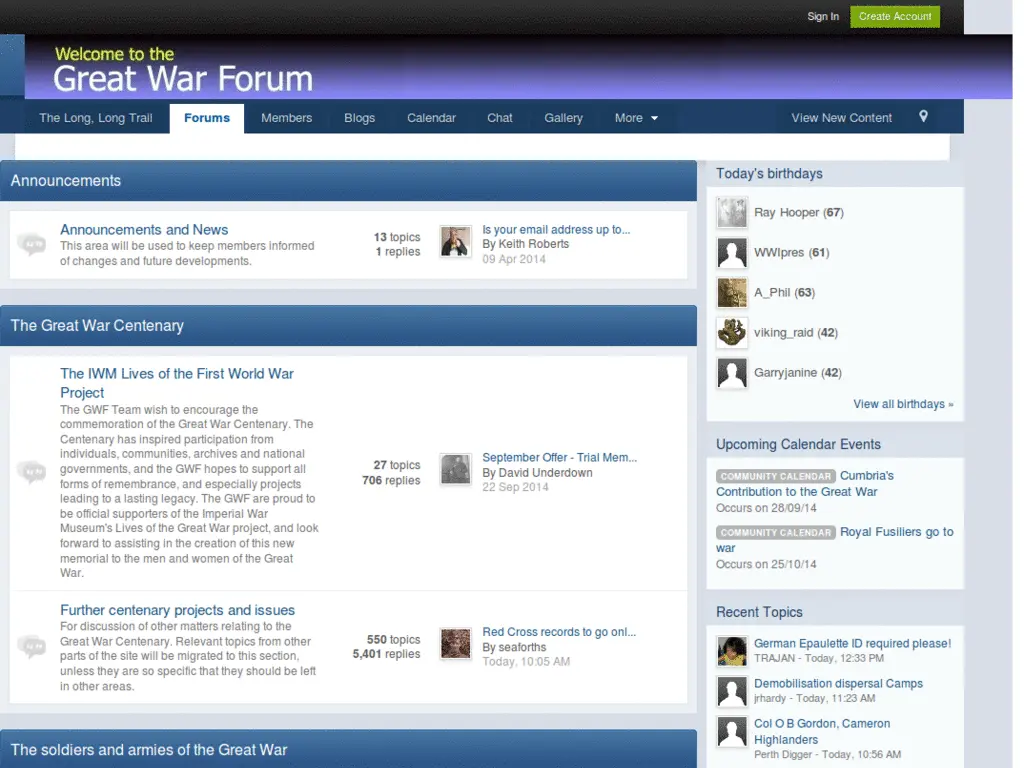 Sign In Create Account
Welcome to the
Great War Forum
The Long, Long Trail Forums Members Blogs Calendar Chat Gallery More View New Content
Announcements
Announcements and News
This area will be used to keep members informed
of changes and future developments.
13 topics
1 replies
Is your email address up to...
By Keith Roberts
09 Apr 2014
The Great War Centenary
The IWM Lives of the First World War
Project
The GWF Team wish to encourage the
commemoration of the Great War Centenary. The
Centenary has inspired participation from
individuals, communities, archives and national
governments, and the GWF hopes to support all
forms of remembrance, and especially projects
leading to a lasting legacy. The GWF are proud to
be official supporters of the Imperial War
Museum's Lives of the Great War project, and look
forward to assisting in the creation of this new
memorial to the men and women of the Great
War.
27 topics
706 replies
September Offer - Trial Mem...
By David Underdown
22 Sep 2014
Further centenary projects and issues
For discussion of other matters relating to the
Great War Centenary. Relevant topics from other
parts of the site will be migrated to this section,
unless they are so specific that they should be left
in other areas.
550 topics
5,401 replies
Red Cross records to go onl...
By seaforths
Today, 10:05 AM
The soldiers and armies of the Great War
Today's birthdays
Ray Hooper (67)
WWIpres (61)
A_Phil (63)
viking_raid (42)
Garryjanine (42)
View all birthdays »
Upcoming Calendar Events
COMMUNITY CALENDAR Cumbria's
Contribution to the Great War
Occurs on 28/09/14
COMMUNITY CALENDAR Royal Fusiliers go to
war
Occurs on 25/10/14
Recent Topics
German Epaulette ID required please!
TRAJAN - Today, 12:33 PM
Demobilisation dispersal Camps
jrhardy - Today, 11:23 AM
Col O B Gordon, Cameron
Highlanders
Perth Digger - Today, 10:56 AM